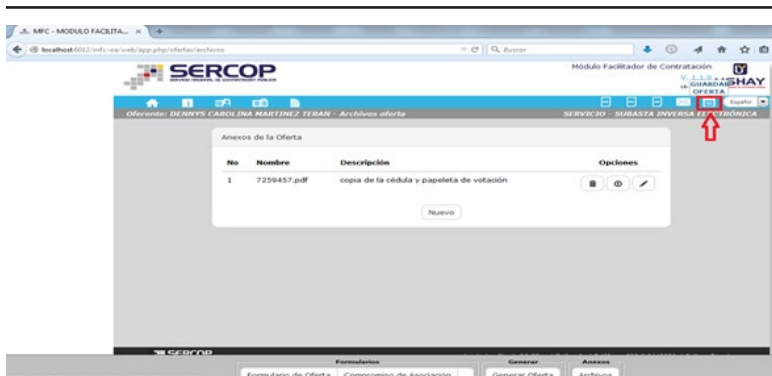 MFC - MODULO FACILITA...
localhost:6012/mfc-oa/web/app.php/ofertas/archivos
Buscar
SERCOP
Módulo Facilitador de Contratación
GUARDAR OFERTA
Español
Oferente: DENNYS CAROLINA MARTINEZ TERAN - Archivos oferta
SERVICIO - SUBASTA INVERSA ELECTRÓNICA
Anexos de la Oferta
No Nombre Descripción Opciones
1 7259457.pdf copia de la cédula y papeleta de votación
Nuevo
SERCOP
Formularios Generar Anexos
Formulario de Oferta Compromiso de Asociación Generar Oferta Archivos